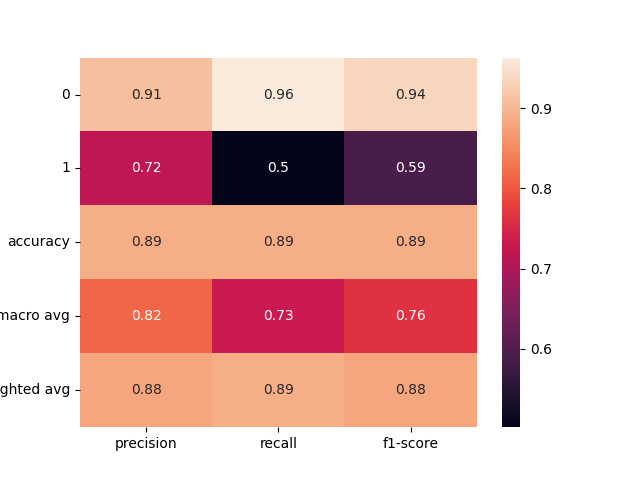 0 0.91 0.96 0.94
1 0.72 0.5 0.59
accuracy 0.89 0.89 0.89
macro avg 0.82 0.73 0.76
ghted avg 0.88 0.89 0.88
precision recall f1-score
0.9
0.8
0.7
0.6